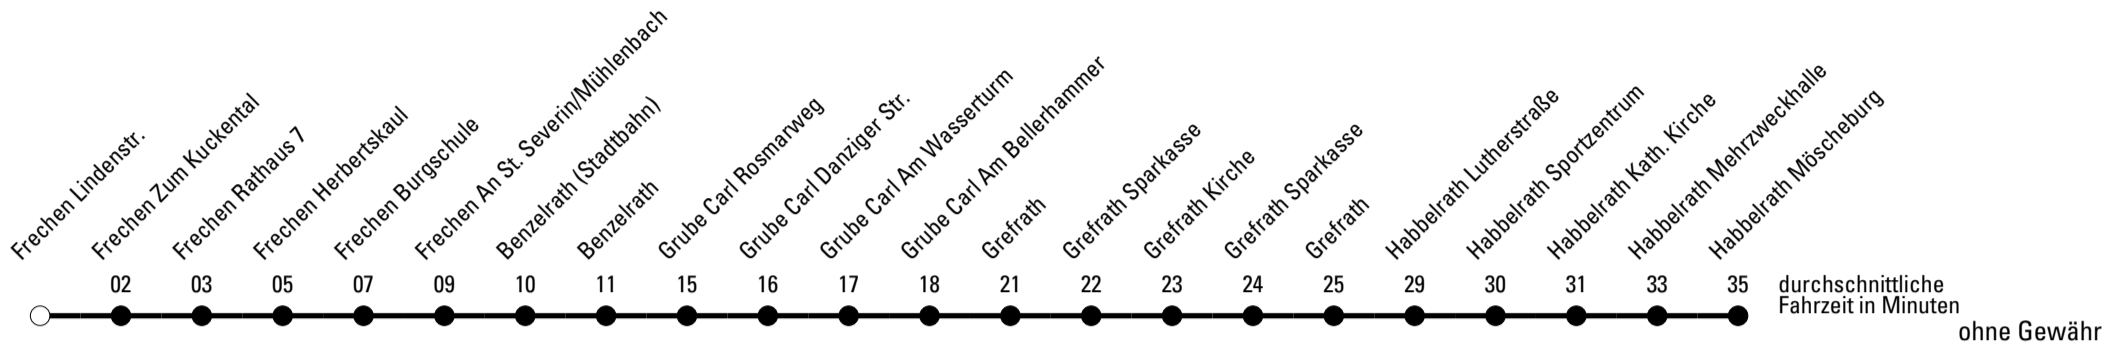 Frechen Lindenstr.
Frechen Zum Kuckental
Frechen Rathaus 7
Frechen Herbertskaul
Frechen Burgschule
Frechen An St. Severin/Mühlenbach
Benzelrath (Stadtbahn)
Benzelrath
Grube Carl Rosmarweg
Grube Carl Danziger Str.
Grube Carl Am Wasserturm
Grube Carl Am Bellerhammer
Grefrath
Grefrath Sparkasse
Grefrath Kirche
Grefrath Sparkasse
Grefrath
Habbelrath Lutherstraße
Habbelrath Sportzentrum
Habbelrath Kath. Kirche
Habbelrath Mehrzweckhalle
Habbelrath Möscheburg
02 03 05 07 09 10 11 15 16 17 18 21 22 23 24 25 29 30 31 33 35
durchschnittliche
Fahrzeit in Minuten
ohne Gewähr